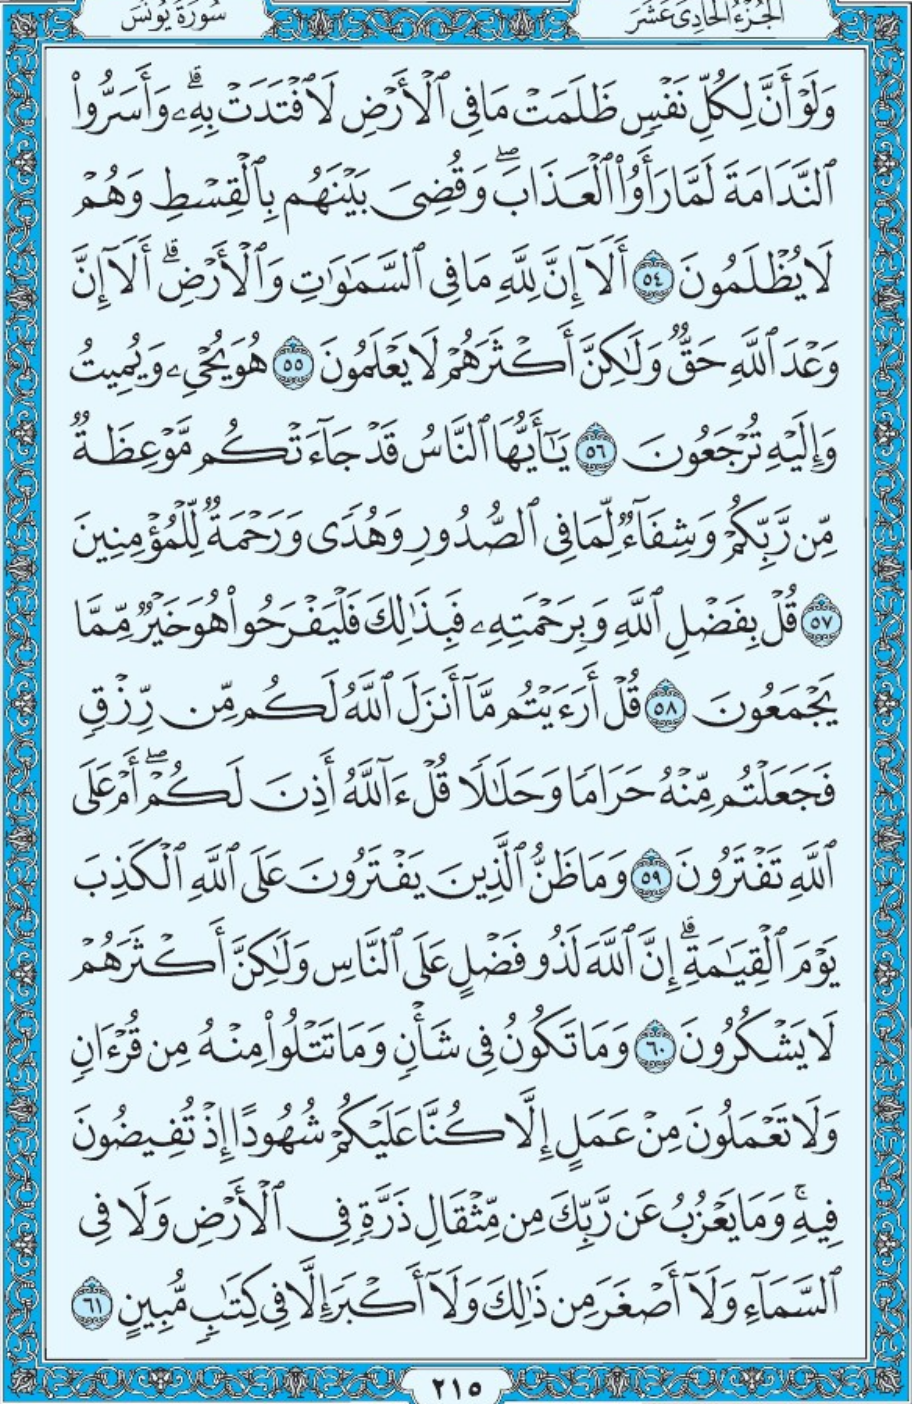 سُورَةُ يُونُسَ
الجُزْءُ الحَادِي عَشَرَ
وَلَوْ أَنَّ لِكُلِّ نَفْسٍ ظَلَمَتْ مَا فِى ٱلْأَرْضِ لَٱفْتَدَتْ بِهِۦۗ وَأَسَرُّوا۟
ٱلنَّدَامَةَ لَمَّا رَأَوُا۟ ٱلْعَذَابَۖ وَقُضِىَ بَيْنَهُم بِٱلْقِسْطِ وَهُمْ
لَا يُظْلَمُونَ ٥٤ أَلَآ إِنَّ لِلَّهِ مَا فِى ٱلسَّمَٰوَٰتِ وَٱلْأَرْضِۗ أَلَآ إِنَّ
وَعْدَ ٱللَّهِ حَقٌّ وَلَٰكِنَّ أَكْثَرَهُمْ لَا يَعْلَمُونَ ٥٥ هُوَ يُحْىِۦ وَيُمِيتُ
وَإِلَيْهِ تُرْجَعُونَ ٥٦ يَٰٓأَيُّهَا ٱلنَّاسُ قَدْ جَآءَتْكُم مَّوْعِظَةٌ
مِّن رَّبِّكُمْ وَشِفَآءٌ لِّمَا فِى ٱلصُّدُورِ وَهُدًى وَرَحْمَةٌ لِّلْمُؤْمِنِينَ
٥٧ قُلْ بِفَضْلِ ٱللَّهِ وَبِرَحْمَتِهِۦ فَبِذَٰلِكَ فَلْيَفْرَحُوا۟ هُوَ خَيْرٌ مِّمَّا
يَجْمَعُونَ ٥٨ قُلْ أَرَءَيْتُم مَّآ أَنزَلَ ٱللَّهُ لَكُم مِّن رِّزْقٍ
فَجَعَلْتُم مِّنْهُ حَرَامًا وَحَلَٰلًا قُلْ ءَآللَّهُ أَذِنَ لَكُمْۖ أَمْ عَلَى
ٱللَّهِ تَفْتَرُونَ ٥٩ وَمَا ظَنُّ ٱلَّذِينَ يَفْتَرُونَ عَلَى ٱللَّهِ ٱلْكَذِبَ
يَوْمَ ٱلْقِيَٰمَةِۗ إِنَّ ٱللَّهَ لَذُو فَضْلٍ عَلَى ٱلنَّاسِ وَلَٰكِنَّ أَكْثَرَهُمْ
لَا يَشْكُرُونَ ٦٠ وَمَا تَكُونُ فِى شَأْنٍ وَمَا تَتْلُوا۟ مِنْهُ مِن قُرْءَانٍ
وَلَا تَعْمَلُونَ مِنْ عَمَلٍ إِلَّا كُنَّا عَلَيْكُمْ شُهُودًا إِذْ تُفِيضُونَ
فِيهِۚ وَمَا يَعْزُبُ عَن رَّبِّكَ مِن مِّثْقَالِ ذَرَّةٍ فِى ٱلْأَرْضِ وَلَا فِى
ٱلسَّمَآءِ وَلَآ أَصْغَرَ مِن ذَٰلِكَ وَلَآ أَكْبَرَ إِلَّا فِى كِتَٰبٍ مُّبِينٍ ٦١
٢١٥